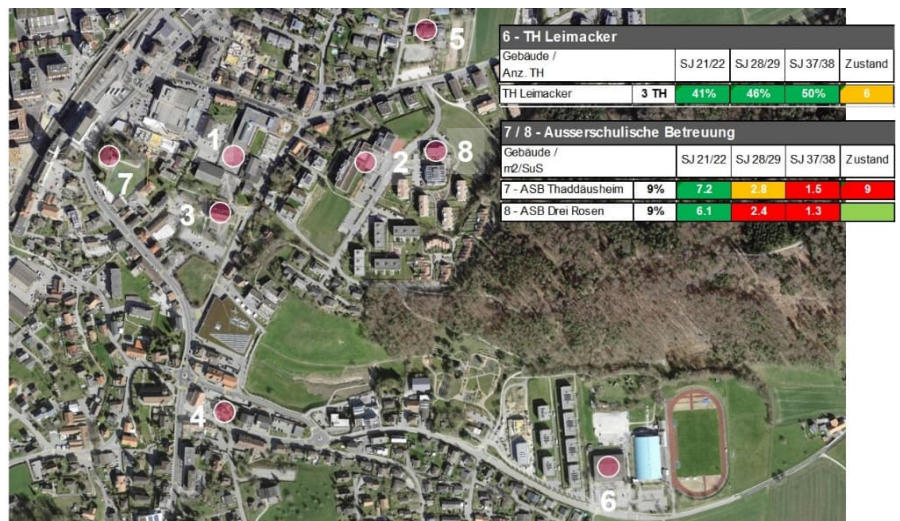 5
6 - TH Leimacker
Gebäude / Anz. TH SJ 21/22 SJ 28/29 SJ 37/38 Zustand
TH Leimacker 3 TH 41% 46% 50% 6
7 / 8 - Ausserschulische Betreuung
Gebäude / m2/SuS SJ 21/22 SJ 28/29 SJ 37/38 Zustand
7 - ASB Thaddäusheim 9% 7.2 2.8 1.5 9
8 - ASB Drei Rosen 9% 6.1 2.4 1.3
1
2
8
7
3
4
6